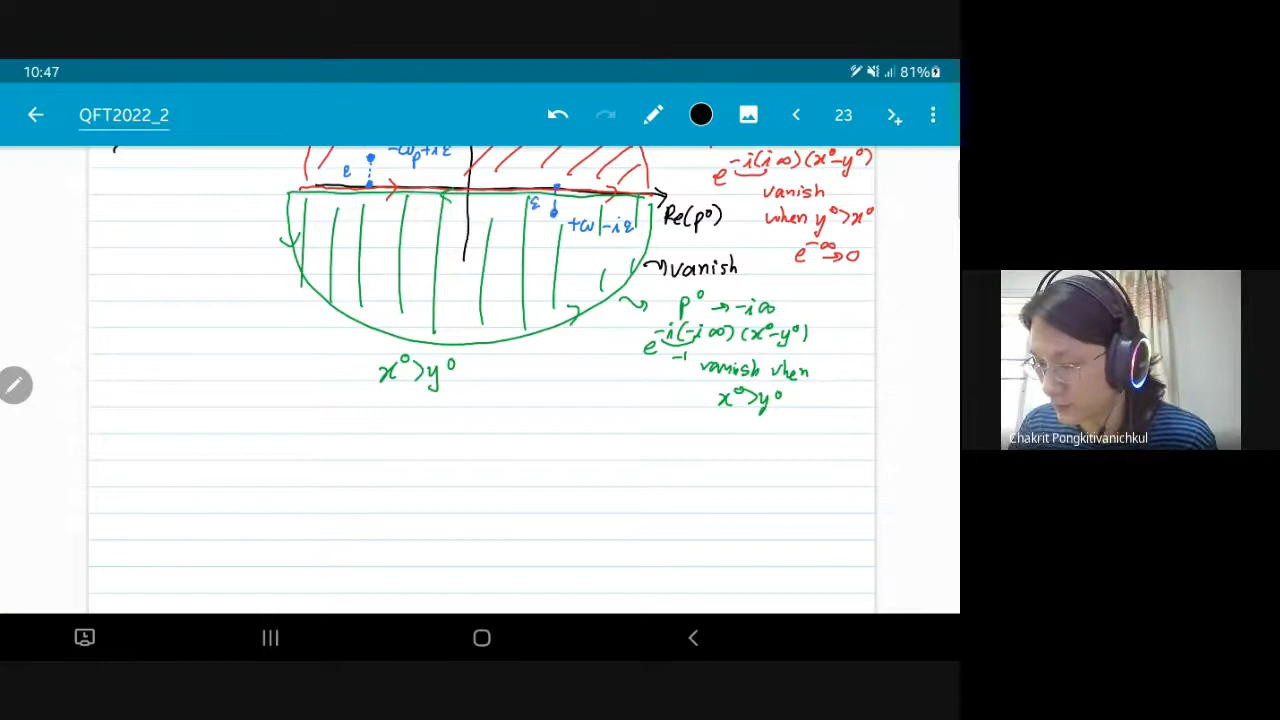 10:47
81%
QFT2022_2
23
-ωp+iε
ε
e^{-i(i∞)(x⁰-y⁰)}
vanish
when y⁰>x⁰
e^{-∞}→0
Re(p⁰)
ε
+ω -iε
vanish
p⁰ → -i∞
e^{-i(-i∞)(x⁰-y⁰)}
-1
vanish when
x⁰>y⁰
x⁰>y⁰
Chakrit Pongkitivanichkul